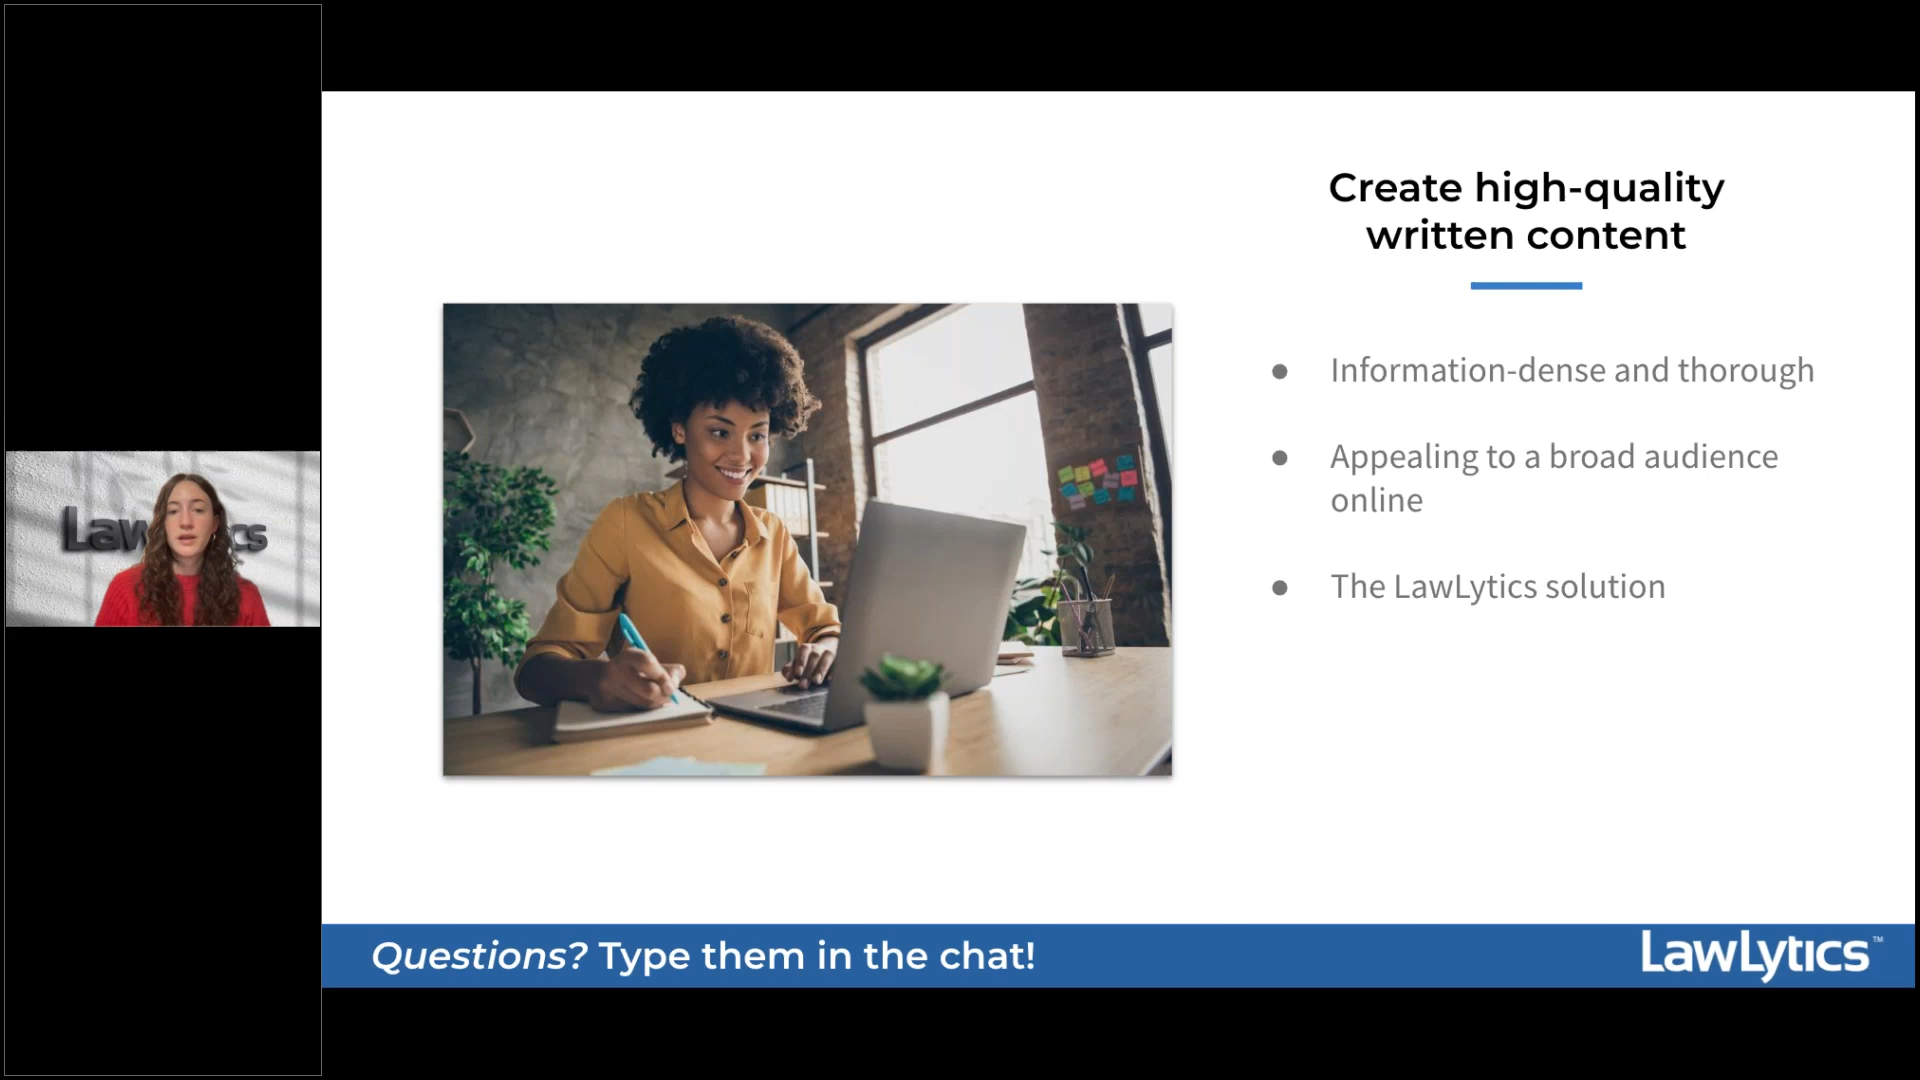 Create high-quality
written content
● Information-dense and thorough
● Appealing to a broad audience
online
● The LawLytics solution
Questions? Type them in the chat!
LawLytics™